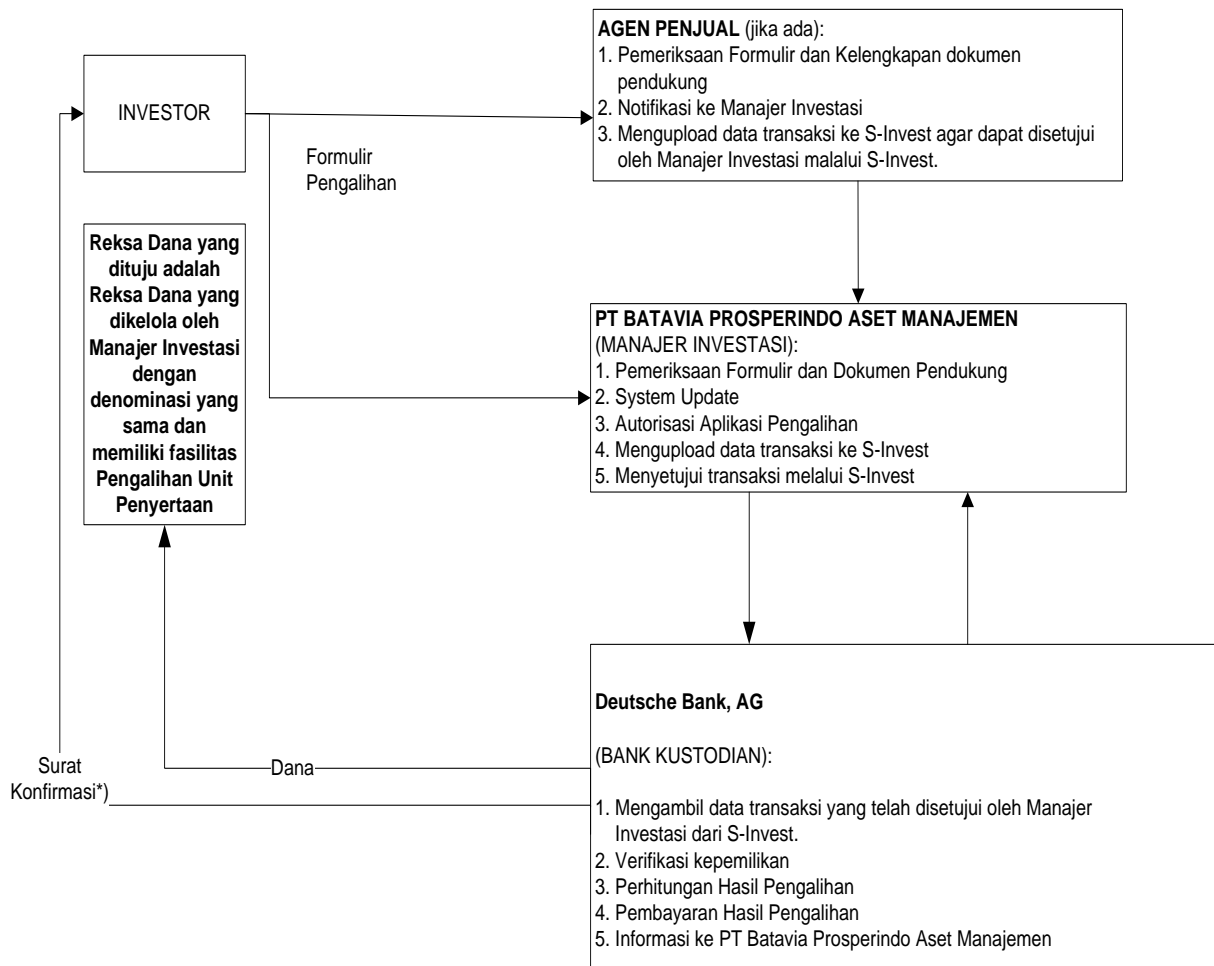 AGEN PENJUAL (jika ada):
1. Pemeriksaan Formulir dan Kelengkapan dokumen
pendukung
2. Notifikasi ke Manajer Investasi
3. Mengupload data transaksi ke S-Invest agar dapat disetujui
oleh Manajer Investasi malalui S-Invest.
INVESTOR
Formulir
Pengalihan
Reksa Dana yang
dituju adalah
Reksa Dana yang
dikelola oleh
Manajer Investasi
dengan
denominasi yang
sama dan
memiliki fasilitas
Pengalihan Unit
Penyertaan
PT BATAVIA PROSPERINDO ASET MANAJEMEN
(MANAJER INVESTASI):
1. Pemeriksaan Formulir dan Dokumen Pendukung
2. System Update
3. Autorisasi Aplikasi Pengalihan
4. Mengupload data transaksi ke S-Invest
5. Menyetujui transaksi melalui S-Invest
Surat
Konfirmasi*)
Dana
Deutsche Bank, AG
(BANK KUSTODIAN):
1. Mengambil data transaksi yang telah disetujui oleh Manajer
Investasi dari S-Invest.
2. Verifikasi kepemilikan
3. Perhitungan Hasil Pengalihan
4. Pembayaran Hasil Pengalihan
5. Informasi ke PT Batavia Prosperindo Aset Manajemen